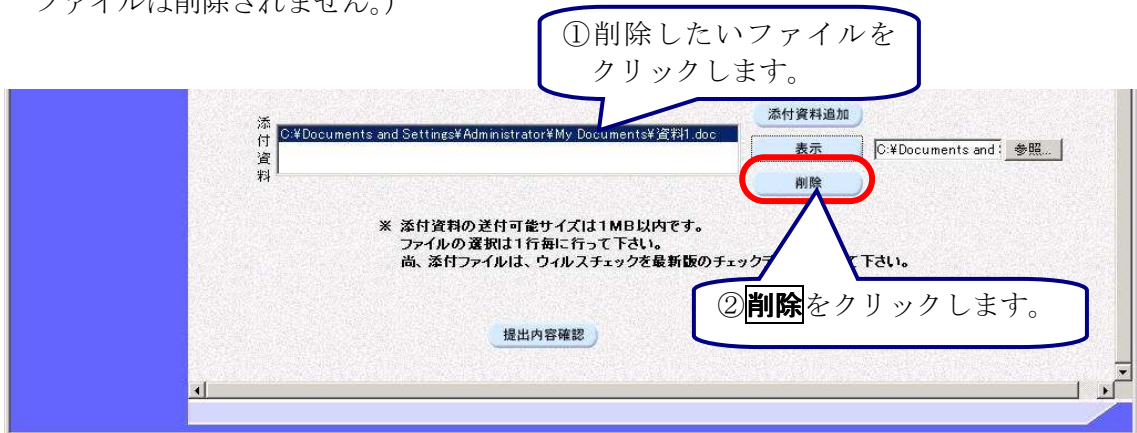 ファイルは削除されません。）
①削除したいファイルを
クリックします。
添付資料
C:¥Documents and Settings¥Administrator¥My Documents¥資料1.doc
添付資料追加
表示
C:¥Documents and
参照...
削除
※ 添付資料の送付可能サイズは1MB以内です。
ファイルの選択は1行毎に行って下さい。
尚、添付ファイルは、ウィルスチェックを最新版のチェック
て下さい。
②削除をクリックします。
提出内容確認